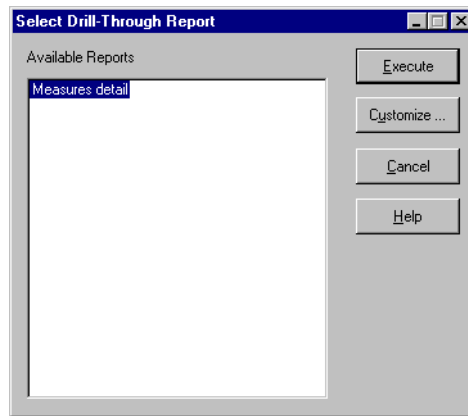 Select Drill-Through Report
Available Reports
Measures detail
Execute
Customize ...
Cancel
Help